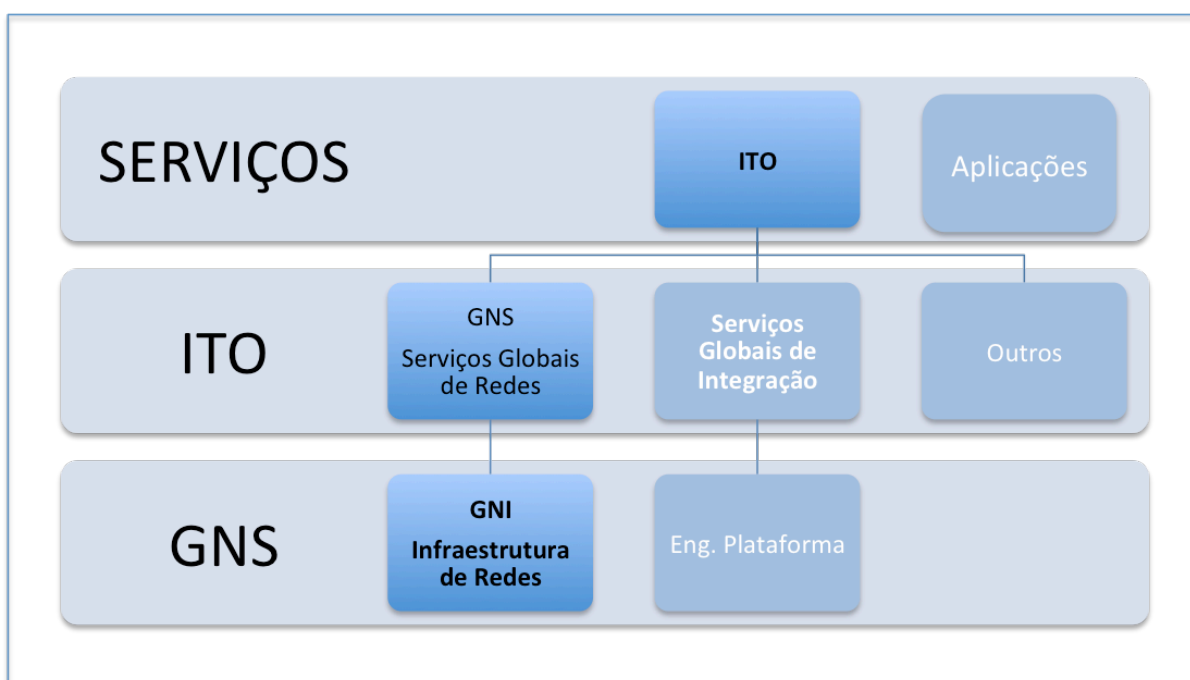 SERVIÇOS
ITO
Aplicações
ITO
GNS
Serviços Globais
de Redes
Serviços
Globais de
Integração
Outros
GNS
GNI
Infraestrutura
de Redes
Eng. Plataforma